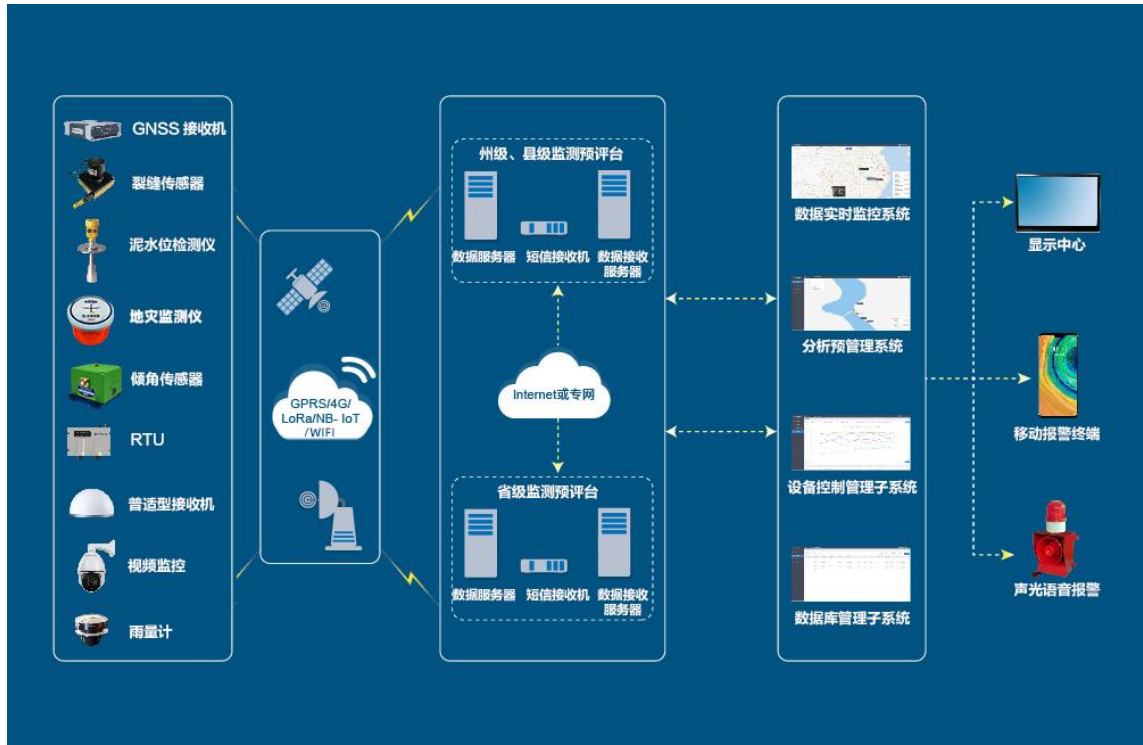 GNSS 接收机
裂缝传感器
泥水位检测仪
地灾监测仪
倾角传感器
RTU
普适型接收机
视频监控
雨量计
GPRS/4G/
LoRa/NB- IoT
/WIFI
州级、县级监测预评台
数据服务器
短信接收机
数据接收
服务器
Internet或专网
省级监测预评台
数据服务器
短信接收机
数据接收
服务器
数据实时监控系统
分析预管理系统
设备控制管理子系统
数据库管理子系统
显示中心
移动报警终端
声光语音报警